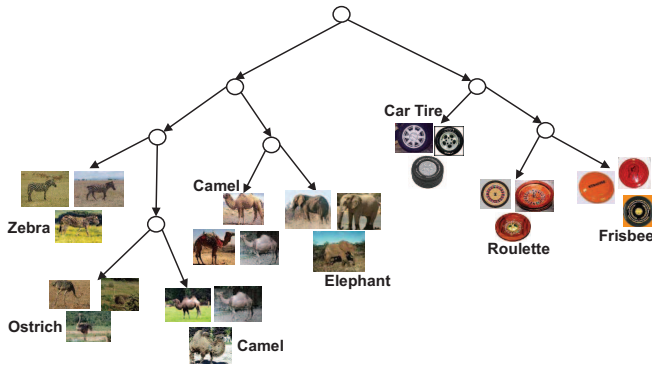 Car Tire
Camel
Zebra
Roulette
Frisbee
Elephant
Ostrich
Camel